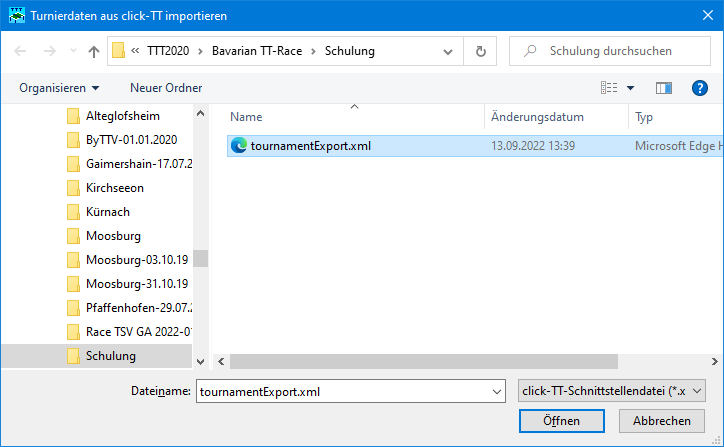 Turnierdaten aus click-TT importieren
« TTT2020 > Bavarian TT-Race > Schulung
Schulung durchsuchen
Organisieren
Neuer Ordner
?
Alteglofsheim
ByTTV-01.01.2020
Gaimershain-17.07.2
Kirchseeon
Kürnach
Moosburg
Moosburg-03.10.19
Moosburg-31.10.19
Pfaffenhofen-29.07.2
Race TSV GA 2022-01
Schulung
Name Änderungsdatum Typ
tournamentExport.xml 13.09.2022 13:39 Microsoft Edge H
Dateiname: tournamentExport.xml
click-TT-Schnittstellendatei (*.x
Öffnen
Abbrechen